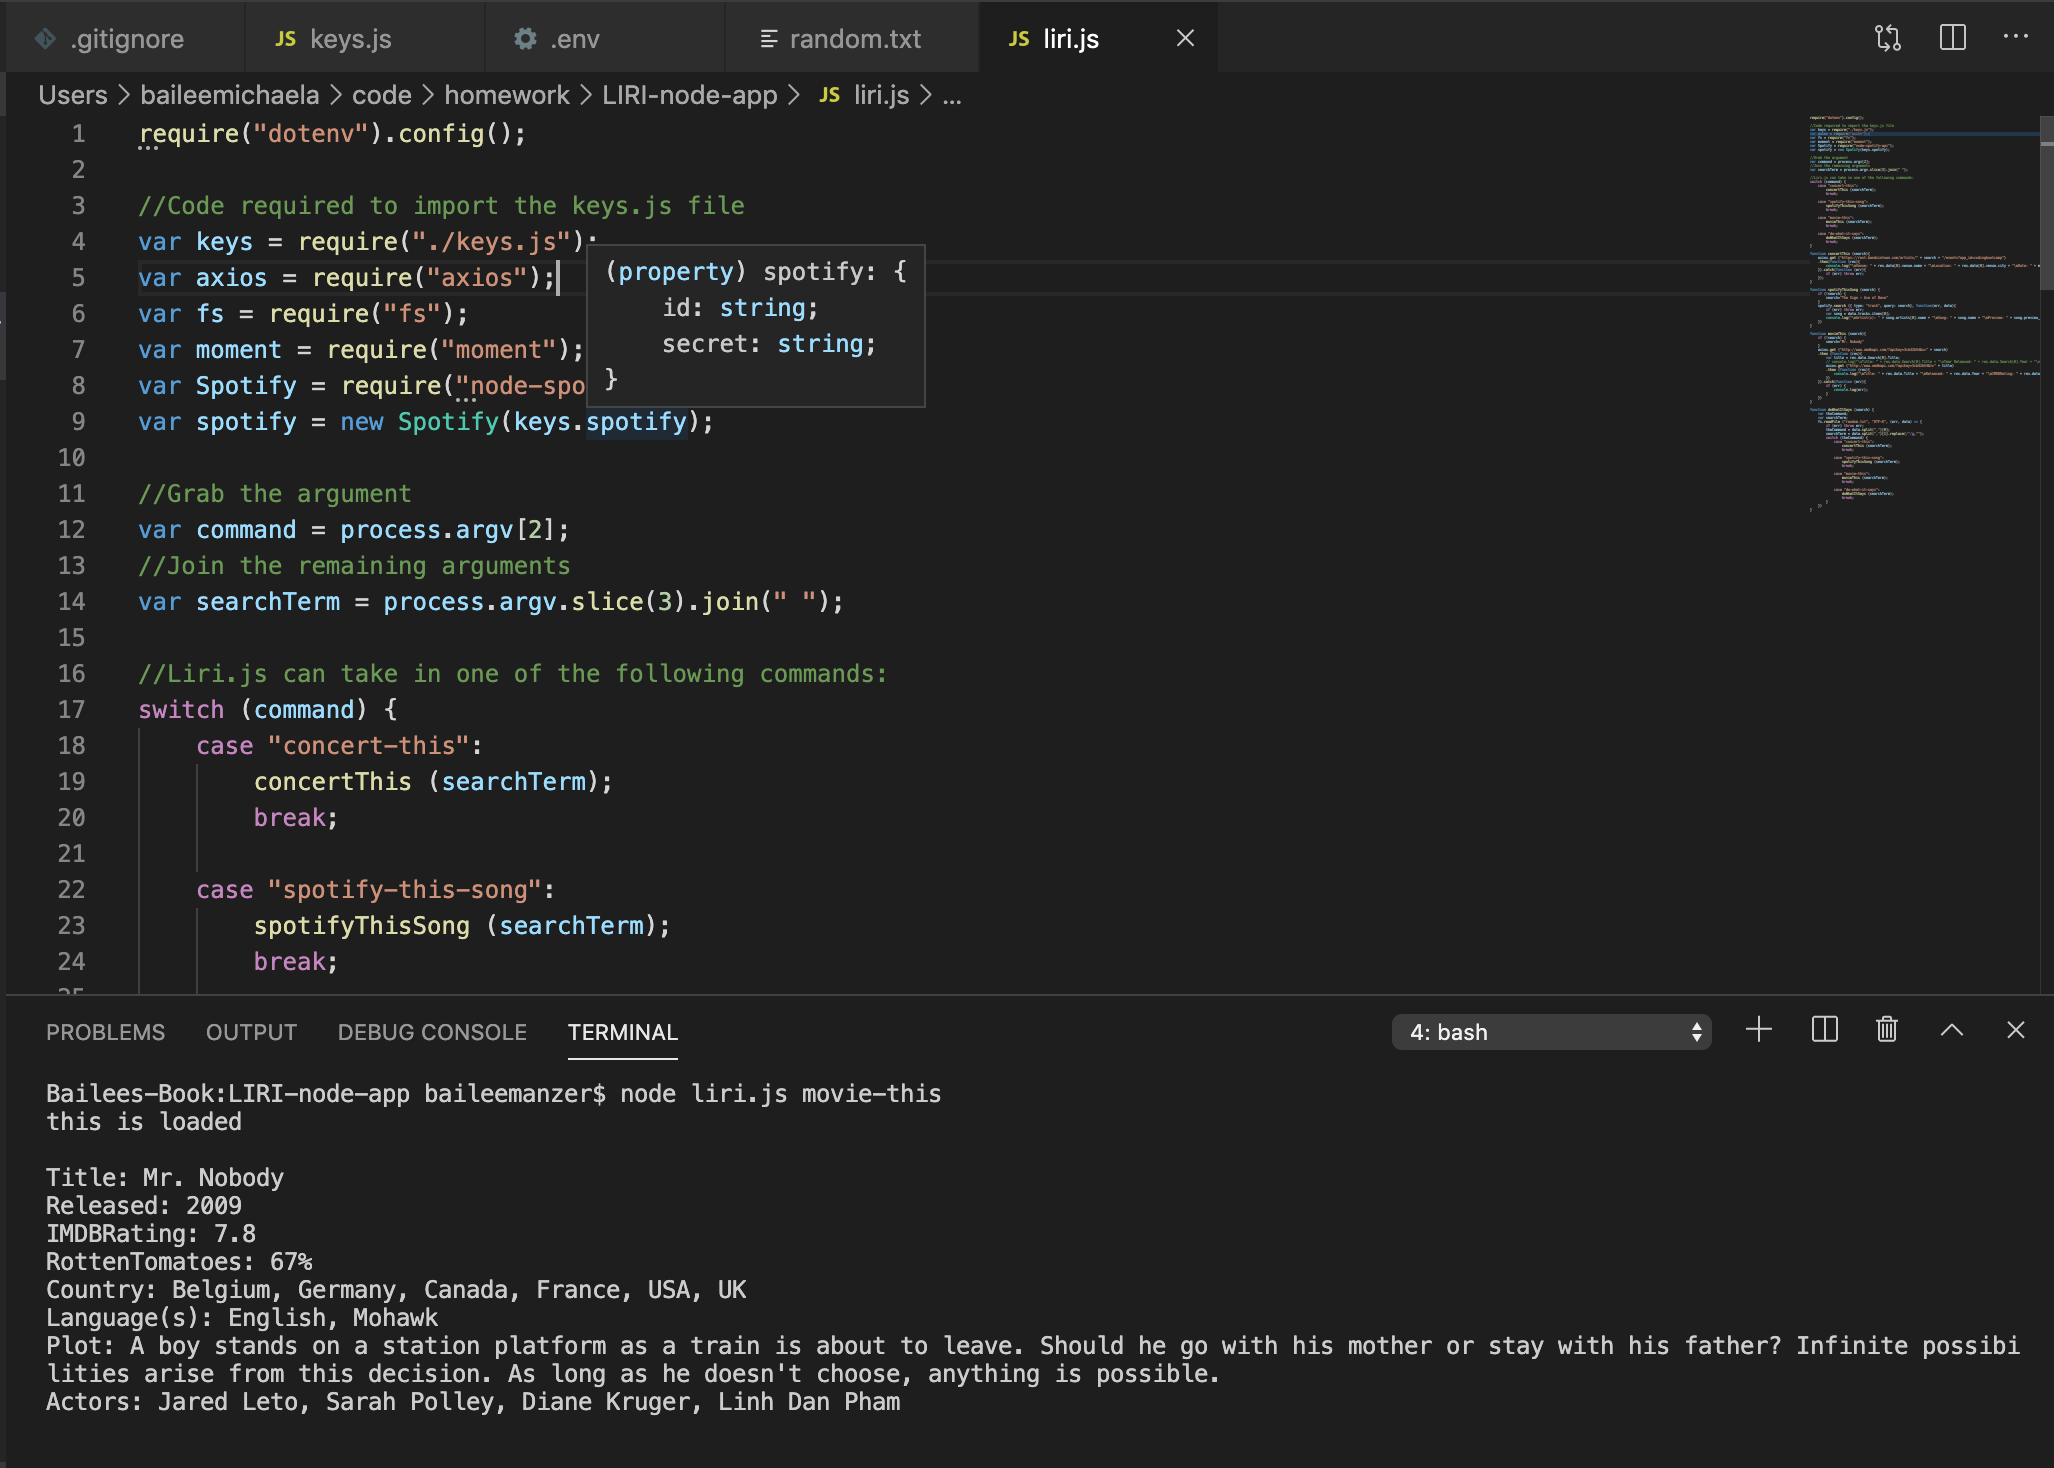 .gitignore JS keys.js .env random.txt JS liri.js
Users > baileemichaela > code > homework > LIRI-node-app > JS liri.js > ...
1 require("dotenv").config();
2
3 //Code required to import the keys.js file
4 var keys = require("./keys.js");
5 var axios = require("axios");
6 var fs = require("fs");
7 var moment = require("moment");
8 var Spotify = require("node-spo
9 var spotify = new Spotify(keys.spotify);
(property) spotify: {
id: string;
secret: string;
}
10
11 //Grab the argument
12 var command = process.argv[2];
13 //Join the remaining arguments
14 var searchTerm = process.argv.slice(3).join(" ");
15
16 //Liri.js can take in one of the following commands:
17 switch (command) {
18 case "concert-this":
19 concertThis (searchTerm);
20 break;
21
22 case "spotify-this-song":
23 spotifyThisSong (searchTerm);
24 break;
PROBLEMS OUTPUT DEBUG CONSOLE TERMINAL 4: bash
Bailees-Book:LIRI-node-app baileemanzer$ node liri.js movie-this
this is loaded
Title: Mr. Nobody
Released: 2009
IMDBRating: 7.8
RottenTomatoes: 67%
Country: Belgium, Germany, Canada, France, USA, UK
Language(s): English, Mohawk
Plot: A boy stands on a station platform as a train is about to leave. Should he go with his mother or stay with his father? Infinite possibi
lities arise from this decision. As long as he doesn't choose, anything is possible.
Actors: Jared Leto, Sarah Polley, Diane Kruger, Linh Dan Pham